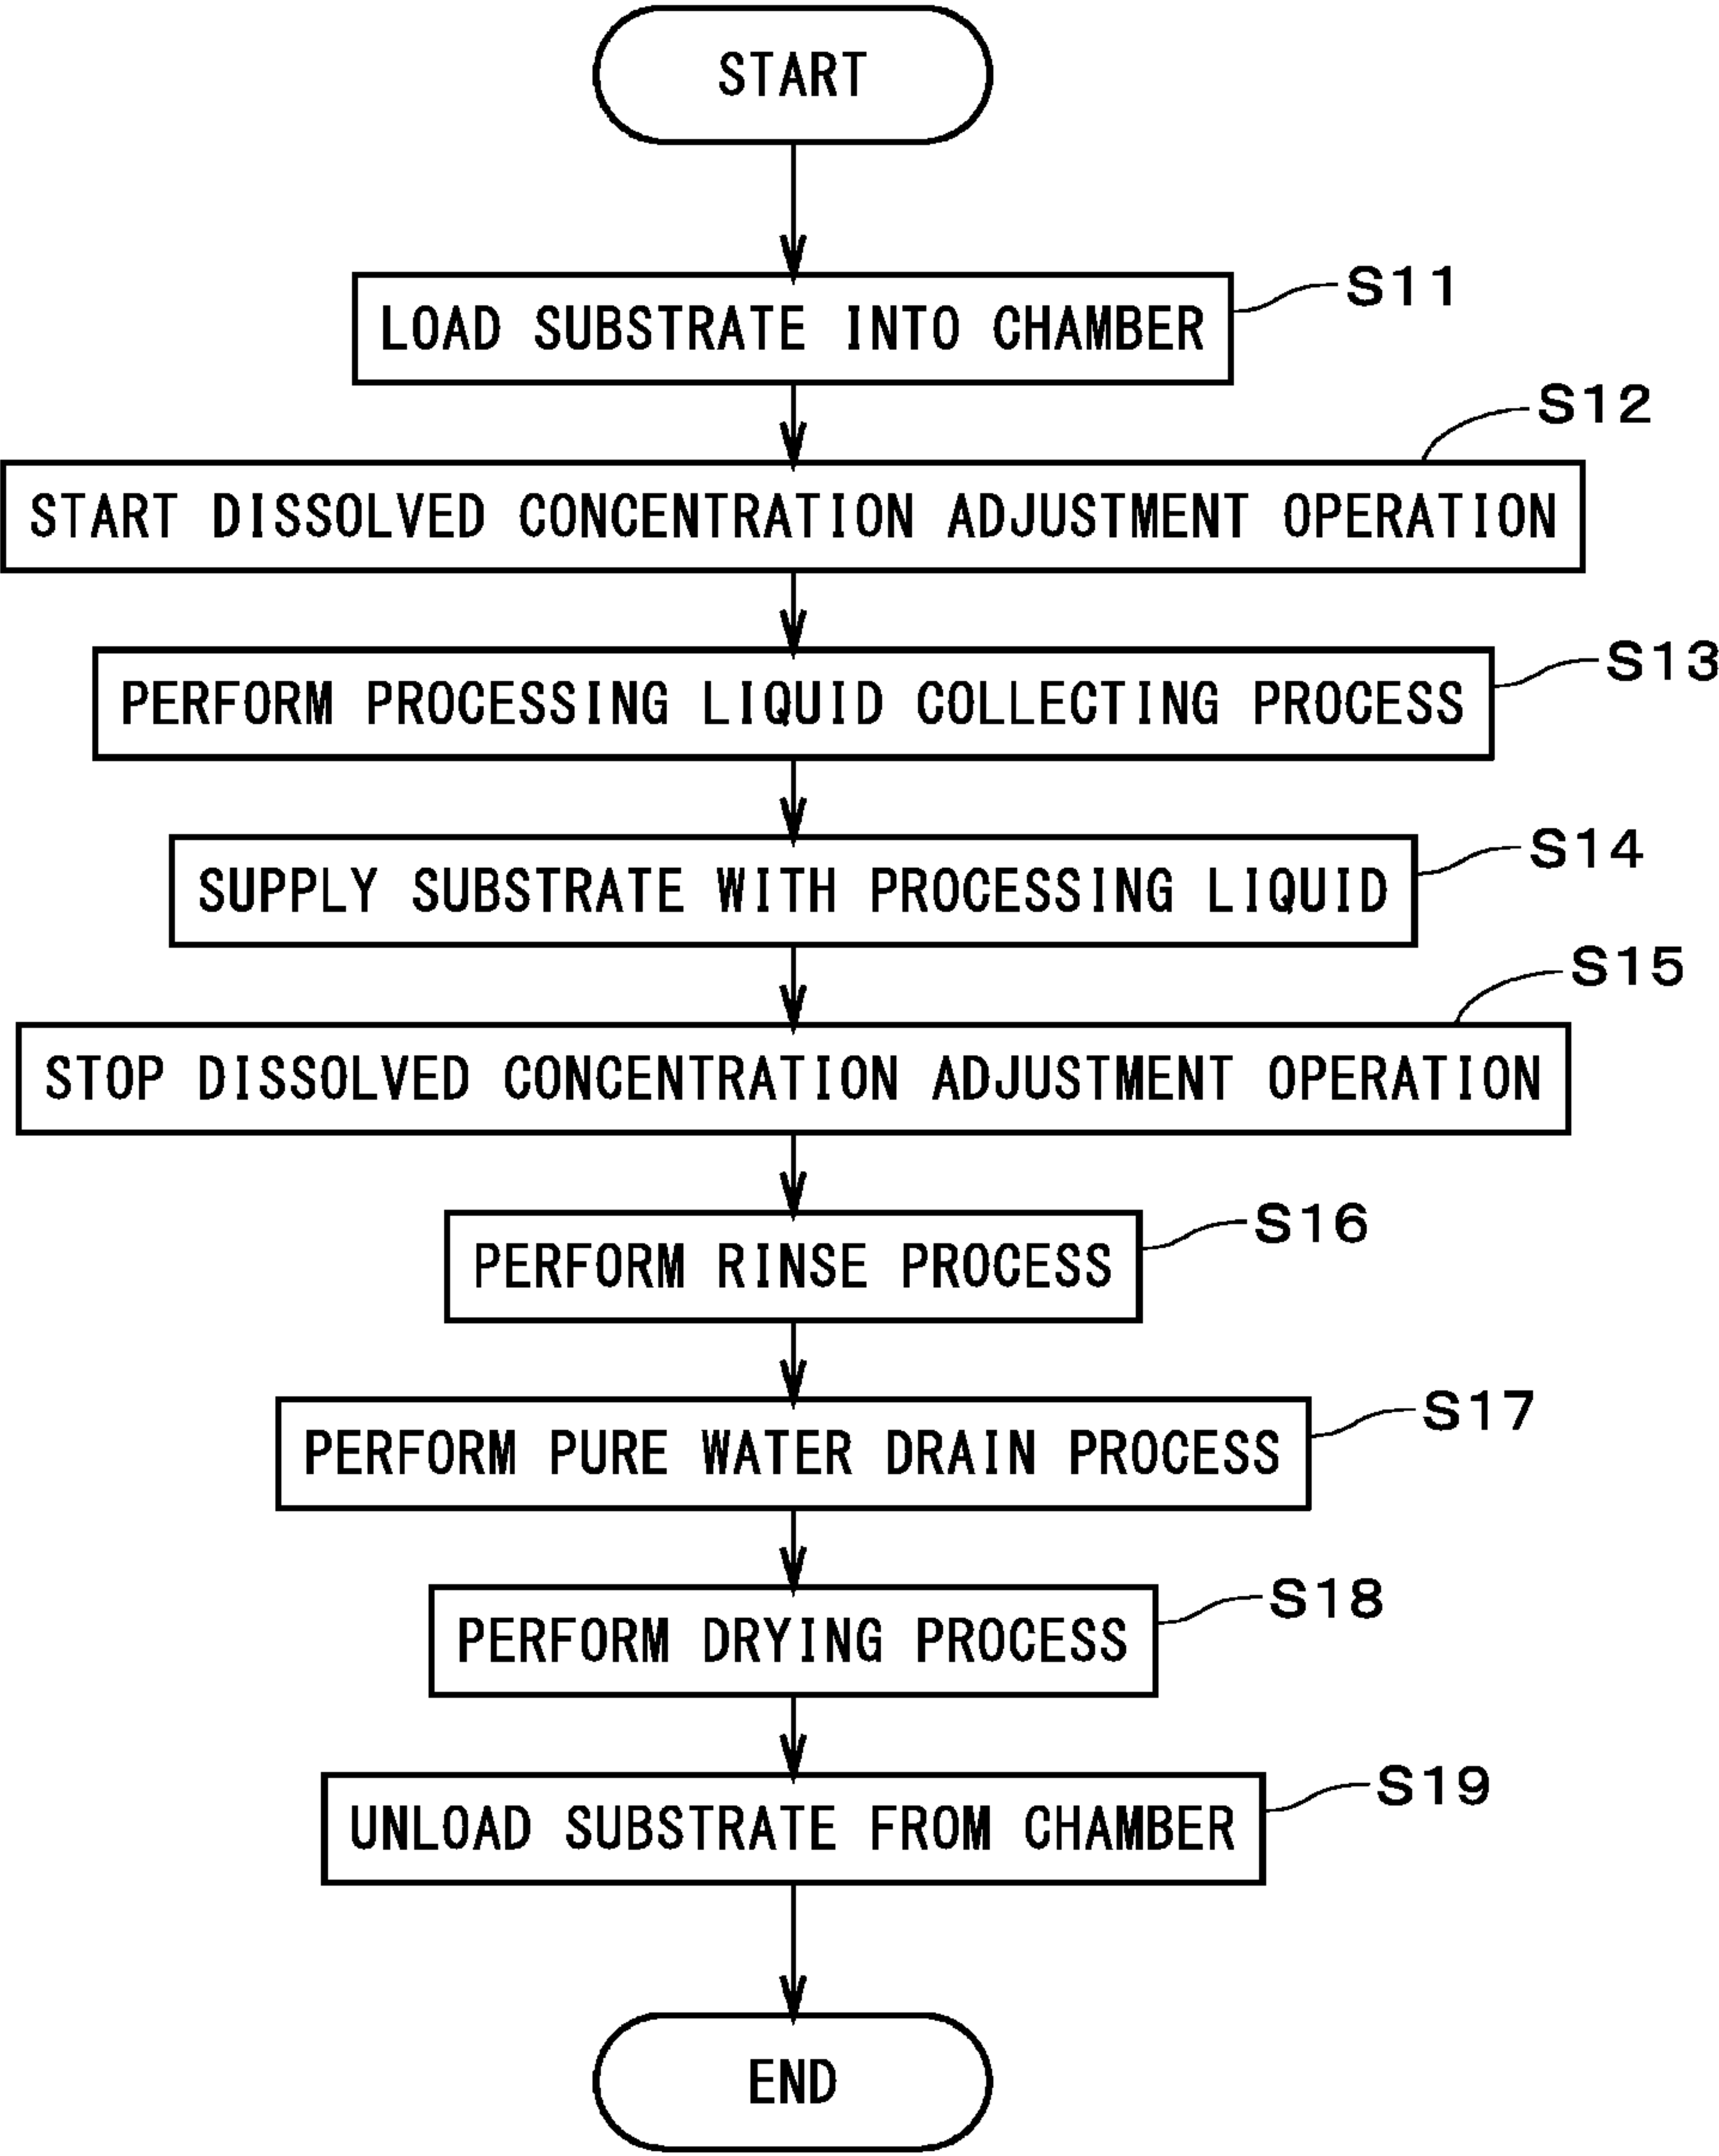 START
S11
LOAD SUBSTRATE INTO CHAMBER
S12
START DISSOLVED CONCENTRATION ADJUSTMENT OPERATION
S13
PERFORM PROCESSING LIQUID COLLECTING PROCESS
S14
SUPPLY SUBSTRATE WITH PROCESSING LIQUID
S15
STOP DISSOLVED CONCENTRATION ADJUSTMENT OPERATION
S16
PERFORM RINSE PROCESS
S17
PERFORM PURE WATER DRAIN PROCESS
S18
PERFORM DRYING PROCESS
S19
UNLOAD SUBSTRATE FROM CHAMBER
END